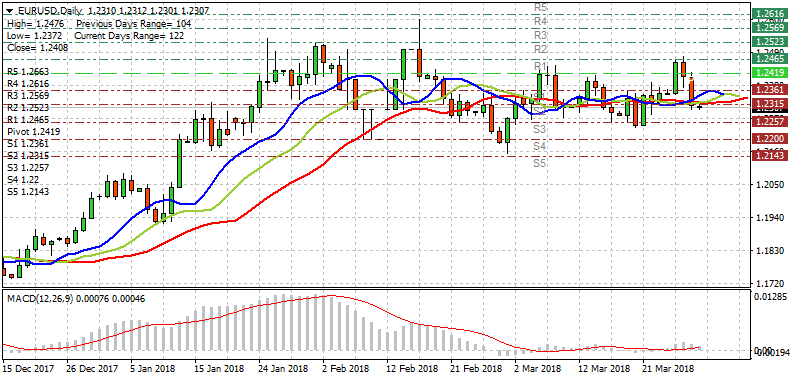 EURUSD,Daily 1.2310 1.2312 1.2301 1.2307
High= 1.2476 Previous Days Range= 104
Low= 1.2372 Current Days Range= 122
Close= 1.2408
R5 1.2663
R4 1.2616
R3 1.2569
R2 1.2523
R1 1.2465
Pivot 1.2419
S1 1.2361
S2 1.2315
S3 1.2257
S4 1.22
S5 1.2143
R5
R4
R3
R2
R1
S3
S4
S5
1.2616
1.2569
1.2523
1.2465
1.2419
1.2361
1.2315
1.2257
1.2200
1.2143
1.2050
1.1940
1.1830
1.1720
MACD(12,26,9) 0.00076 0.00046
0.01285
0.00
-0.00194
15 Dec 2017
26 Dec 2017
5 Jan 2018
15 Jan 2018
24 Jan 2018
2 Feb 2018
12 Feb 2018
21 Feb 2018
2 Mar 2018
12 Mar 2018
21 Mar 2018